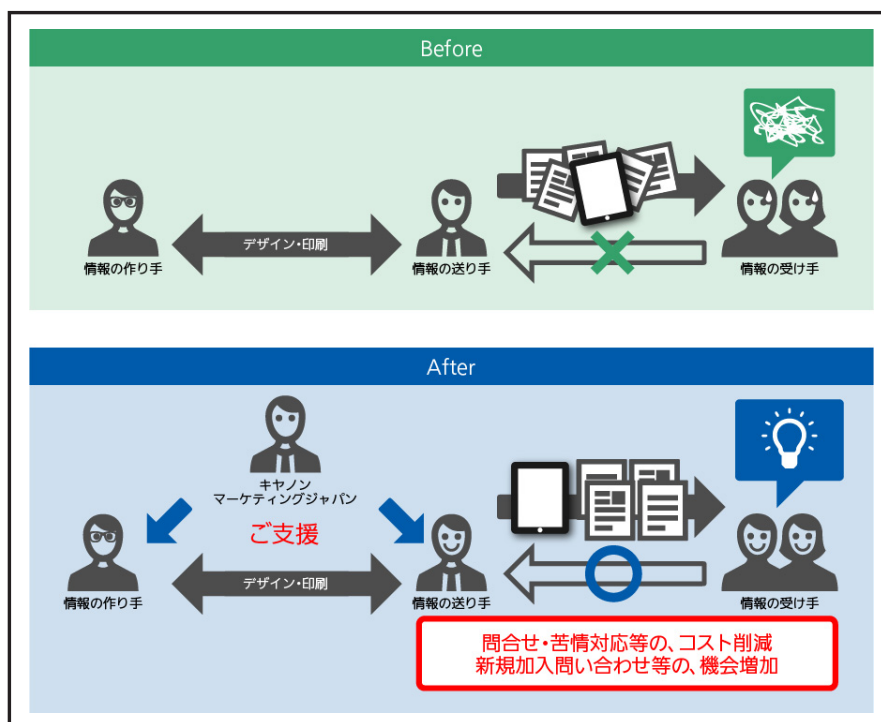 Before
デザイン・印刷
情報の作り手
情報の送り手
情報の受け手
After
キヤノン
マーケティングジャパン
ご支援
デザイン・印刷
情報の作り手
情報の送り手
情報の受け手
問合せ・苦情対応等の、コスト削減
新規加入問い合わせ等の、機会増加